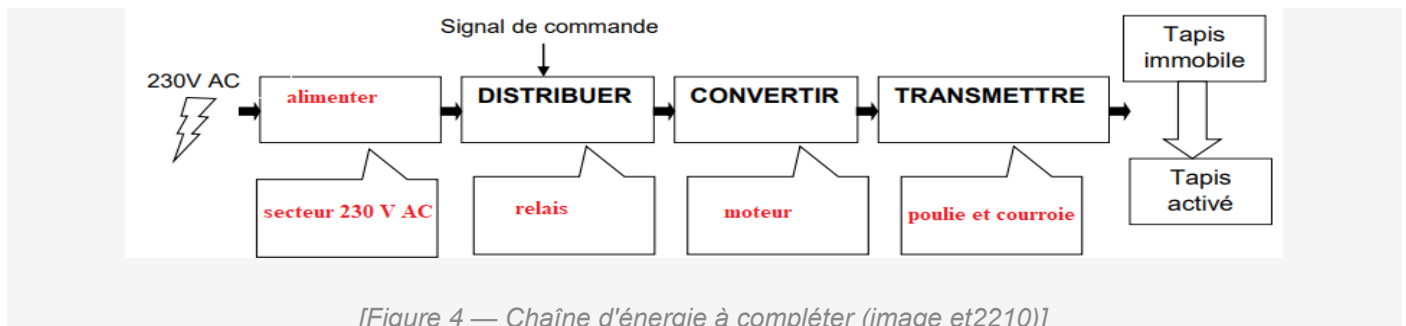 Signal de commande
Tapis
immobile
230V AC
alimenter
DISTRIBUER
CONVERTIR
TRANSMETTRE
secteur 230 V AC
relais
moteur
poulie et courroie
Tapis
activé
[Figure 4 — Chaîne d'énergie à compléter (image et2210)]